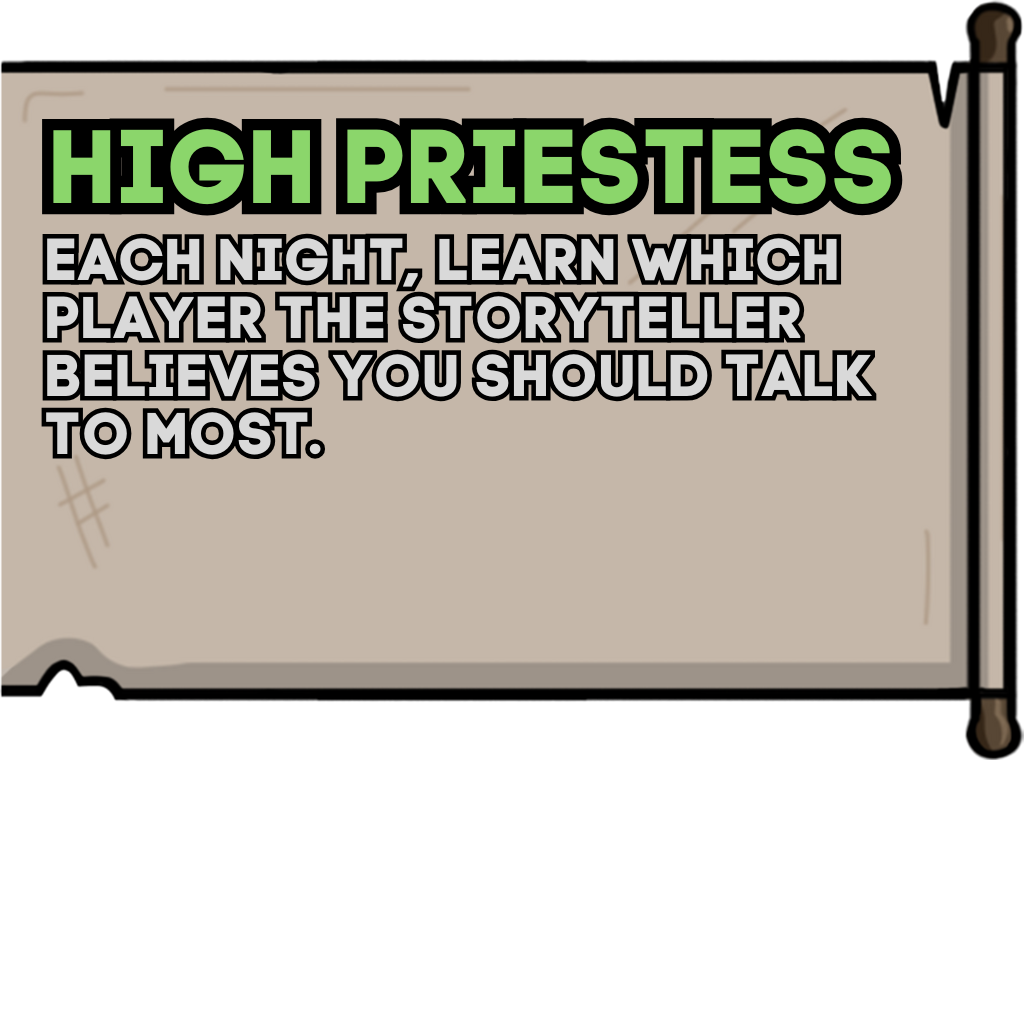 HIGH PRIESTESS
EACH NIGHT, LEARN WHICH
PLAYER THE STORYTELLER
BELIEVES YOU SHOULD TALK
TO MOST.